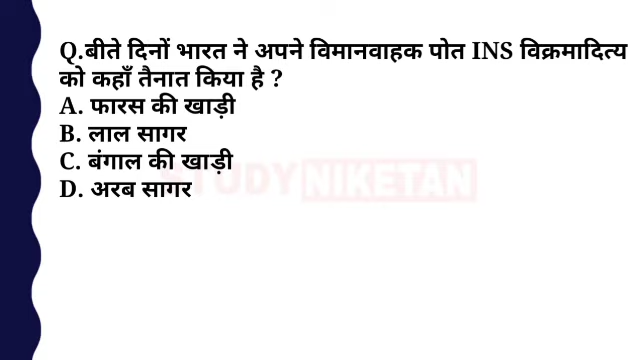 Q.बीते दिनों भारत ने अपने विमानवाहक पोत INS विक्रमादित्य
को कहाँ तैनात किया है ?
A. फारस की खाड़ी
B. लाल सागर
C. बंगाल की खाड़ी
D. अरब सागर
STUDY NIKETAN